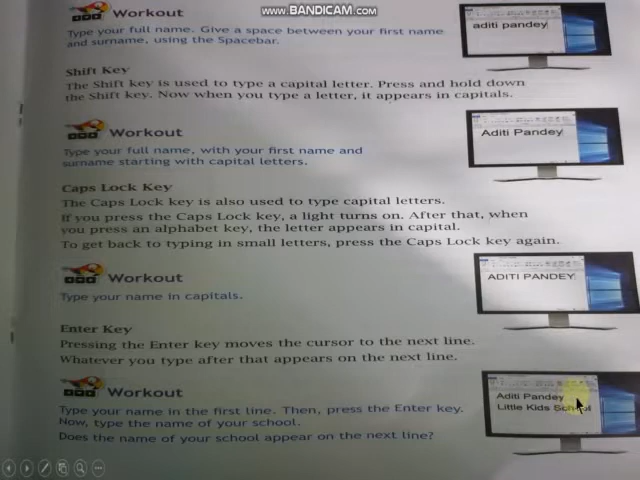 www.BANDICAM.com
Workout
Type your full name. Give a space between your first name
and surname, using the Spacebar.
aditi pandey
Shift Key
The Shift key is used to type a capital letter. Press and hold down
the Shift key. Now when you type a letter, it appears in capitals.
Workout
Type your full name, with your first name and
surname starting with capital letters.
Aditi Pandey
Caps Lock Key
The Caps Lock key is also used to type capital letters.
If you press the Caps Lock key, a light turns on. After that, when
you press an alphabet key, the letter appears in capital.
To get back to typing in small letters, press the Caps Lock key again.
Workout
Type your name in capitals.
ADITI PANDEY
Enter Key
Pressing the Enter key moves the cursor to the next line.
Whatever you type after that appears on the next line.
Workout
Type your name in the first line. Then, press the Enter key.
Now, type the name of your school.
Does the name of your school appear on the next line?
Aditi Pandey
Little Kids School